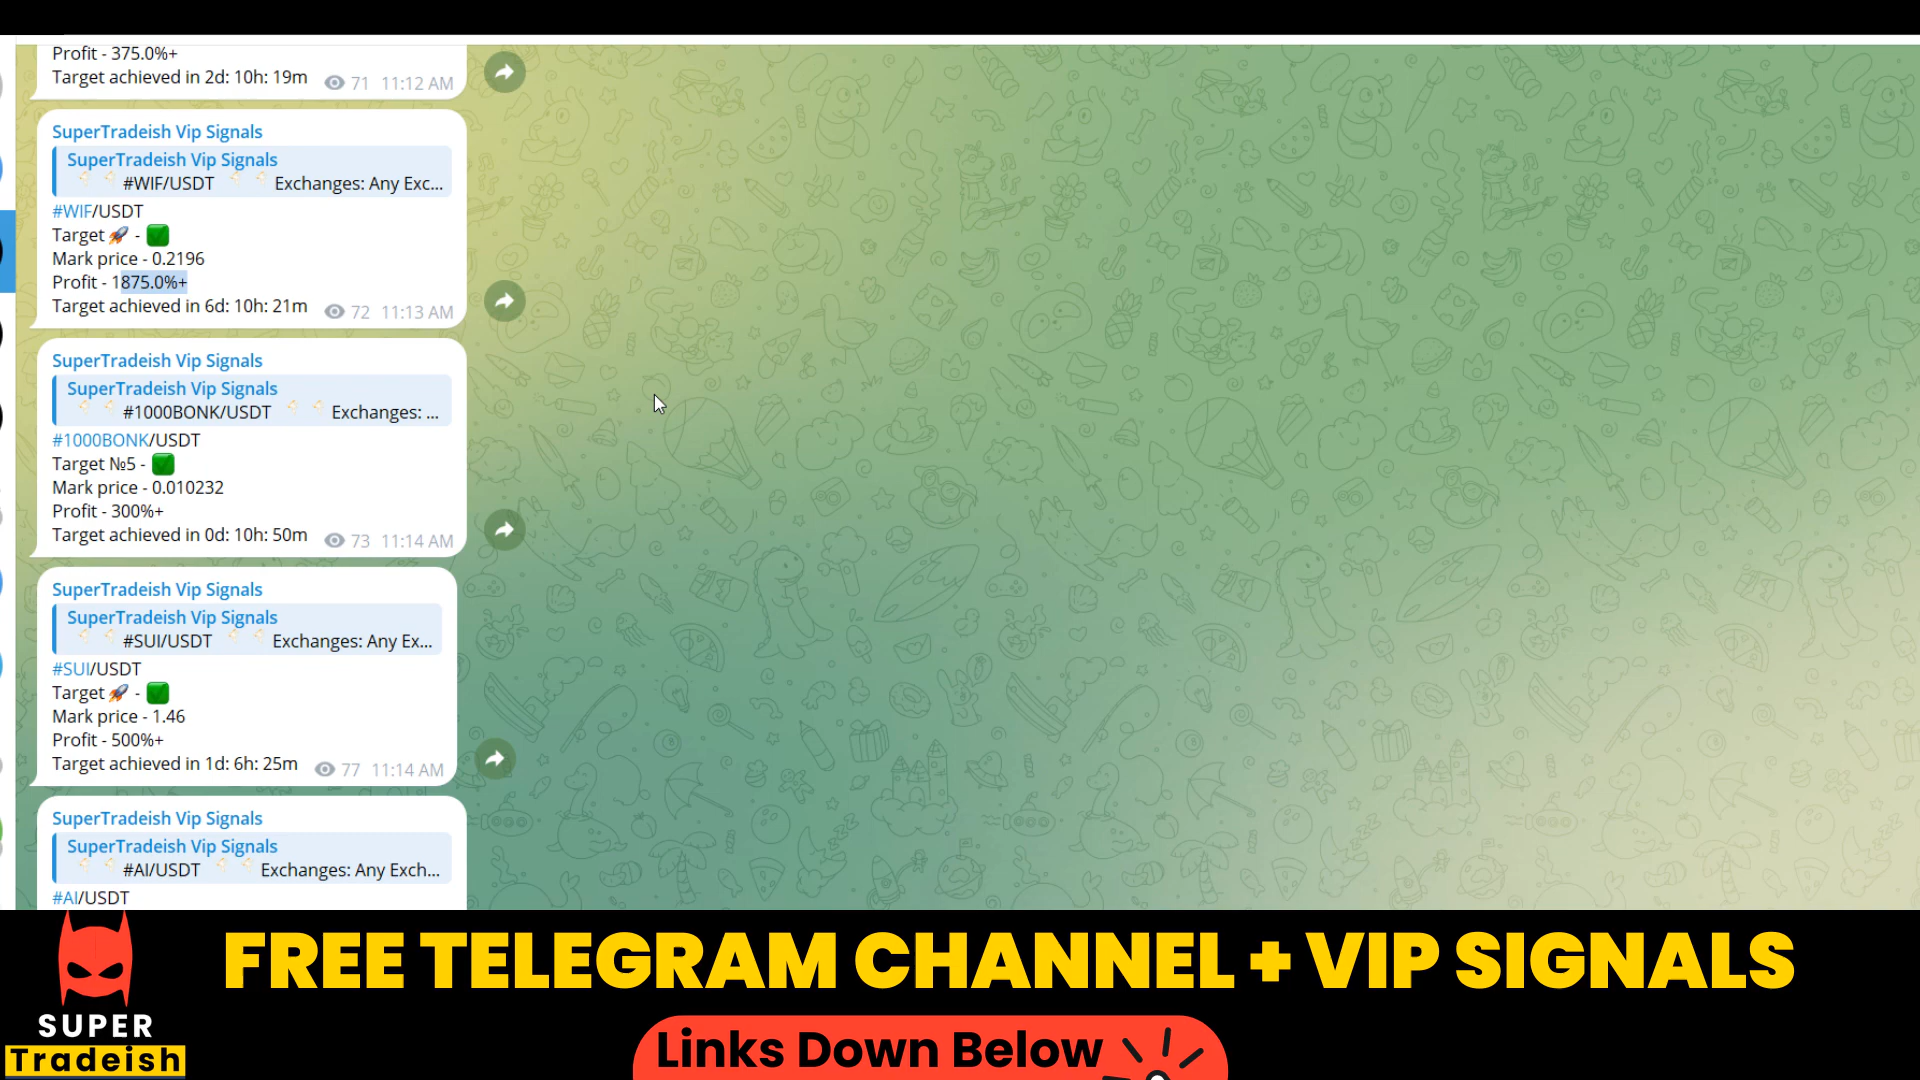 Profit - 375.0%+
Target achieved in 2d: 10h: 19m 71 11:12 AM
SuperTradeish Vip Signals
SuperTradeish Vip Signals
#WIF/USDT Exchanges: Any Exc...
#WIF/USDT
Target 🚀 - ✅
Mark price - 0.2196
Profit - 1875.0%+
Target achieved in 6d: 10h: 21m 72 11:13 AM
SuperTradeish Vip Signals
SuperTradeish Vip Signals
#1000BONK/USDT Exchanges: ...
#1000BONK/USDT
Target №5 - ✅
Mark price - 0.010232
Profit - 300%+
Target achieved in 0d: 10h: 50m 73 11:14 AM
SuperTradeish Vip Signals
SuperTradeish Vip Signals
#SUI/USDT Exchanges: Any Ex...
#SUI/USDT
Target 🚀 - ✅
Mark price - 1.46
Profit - 500%+
Target achieved in 1d: 6h: 25m 77 11:14 AM
SuperTradeish Vip Signals
SuperTradeish Vip Signals
#AI/USDT Exchanges: Any Exch...
#AI/USDT
FREE TELEGRAM CHANNEL + VIP SIGNALS
SUPER
Tradeish
Links Down Below